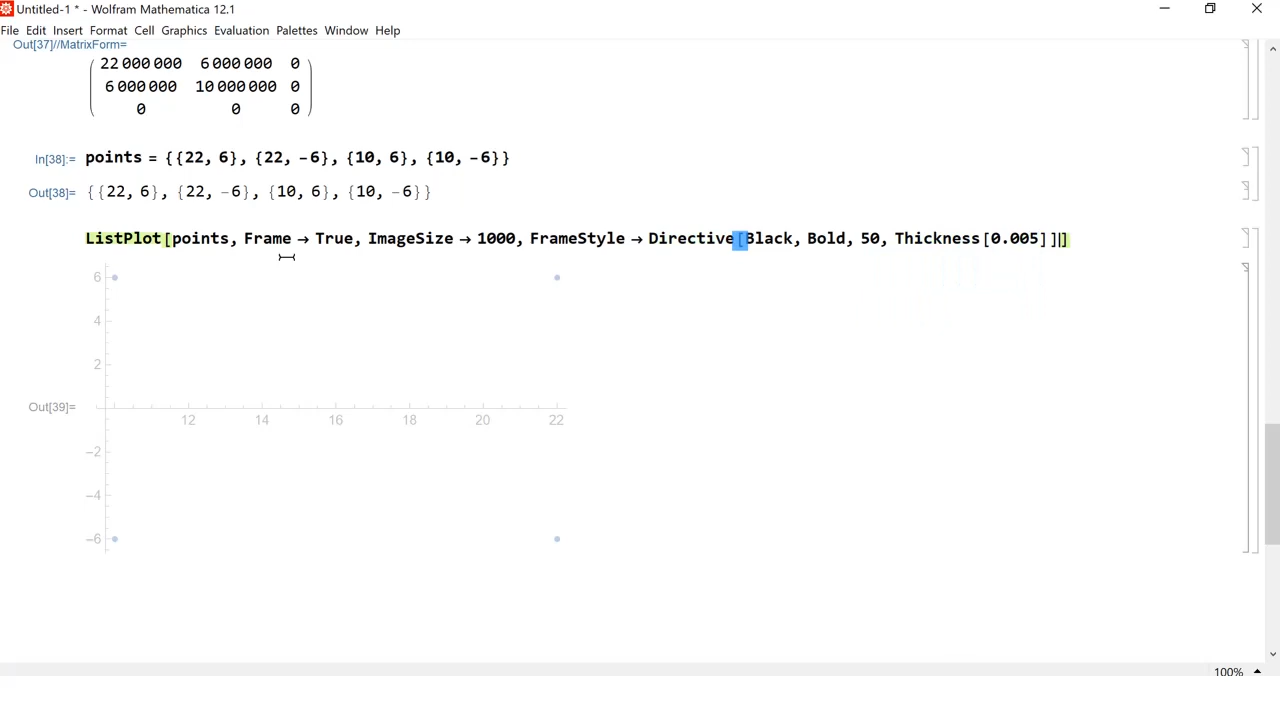 Untitled-1 * - Wolfram Mathematica 12.1
File Edit Insert Format Cell Graphics Evaluation Palettes Window Help
Out[37]//MatrixForm=
22 000 000 6 000 000 0
6 000 000 10 000 000 0
0 0 0
In[38]:= points = {{22, 6}, {22, -6}, {10, 6}, {10, -6}}
Out[38]= {{22, 6}, {22, -6}, {10, 6}, {10, -6}}
ListPlot[points, Frame → True, ImageSize → 1000, FrameStyle → Directive[Black, Bold, 50, Thickness[0.005]]]
6
4
2
Out[39]=
12 14 16 18 20 22
-2
-4
-6
100%